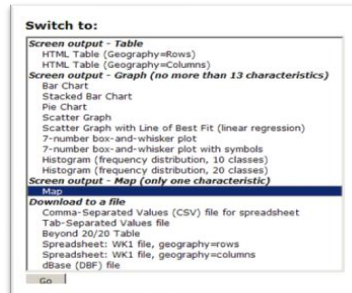 Switch to:
Screen output - Table
HTML Table (Geography=Rows)
HTML Table (Geography=Columns)
Screen output - Graph (no more than 13 characteristics)
Bar Chart
Stacked Bar Chart
Pie Chart
Scatter Graph
Scatter Graph with Line of Best Fit (linear regression)
7-number box-and-whisker plot
7-number box-and-whisker plot with symbols
Histogram (frequency distribution, 10 classes)
Histogram (frequency distribution, 20 classes)
Screen output - Map (only one characteristic)
Map
Download to a file
Comma-Separated Values (CSV) file for spreadsheet
Tab-Separated Values file
Beyond 20/20 Table
Spreadsheet: WK1 file, geography=rows
Spreadsheet: WK1 file, geography=columns
dBase (DBF) file
Go